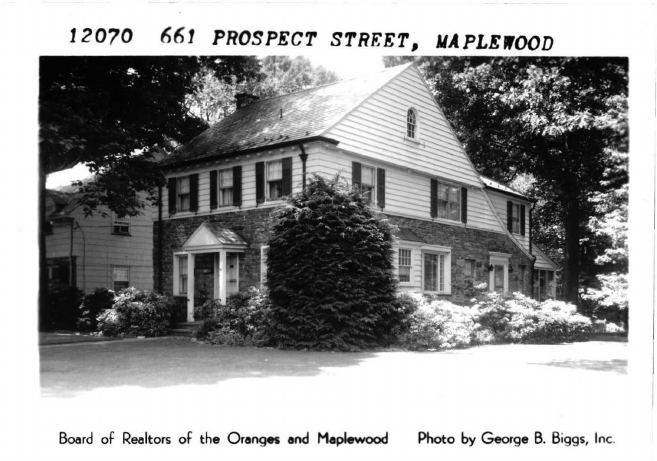 12070 661 PROSPECT STREET, MAPLEWOOD
Board of Realtors of the Oranges and Maplewood Photo by George B. Biggs, Inc.